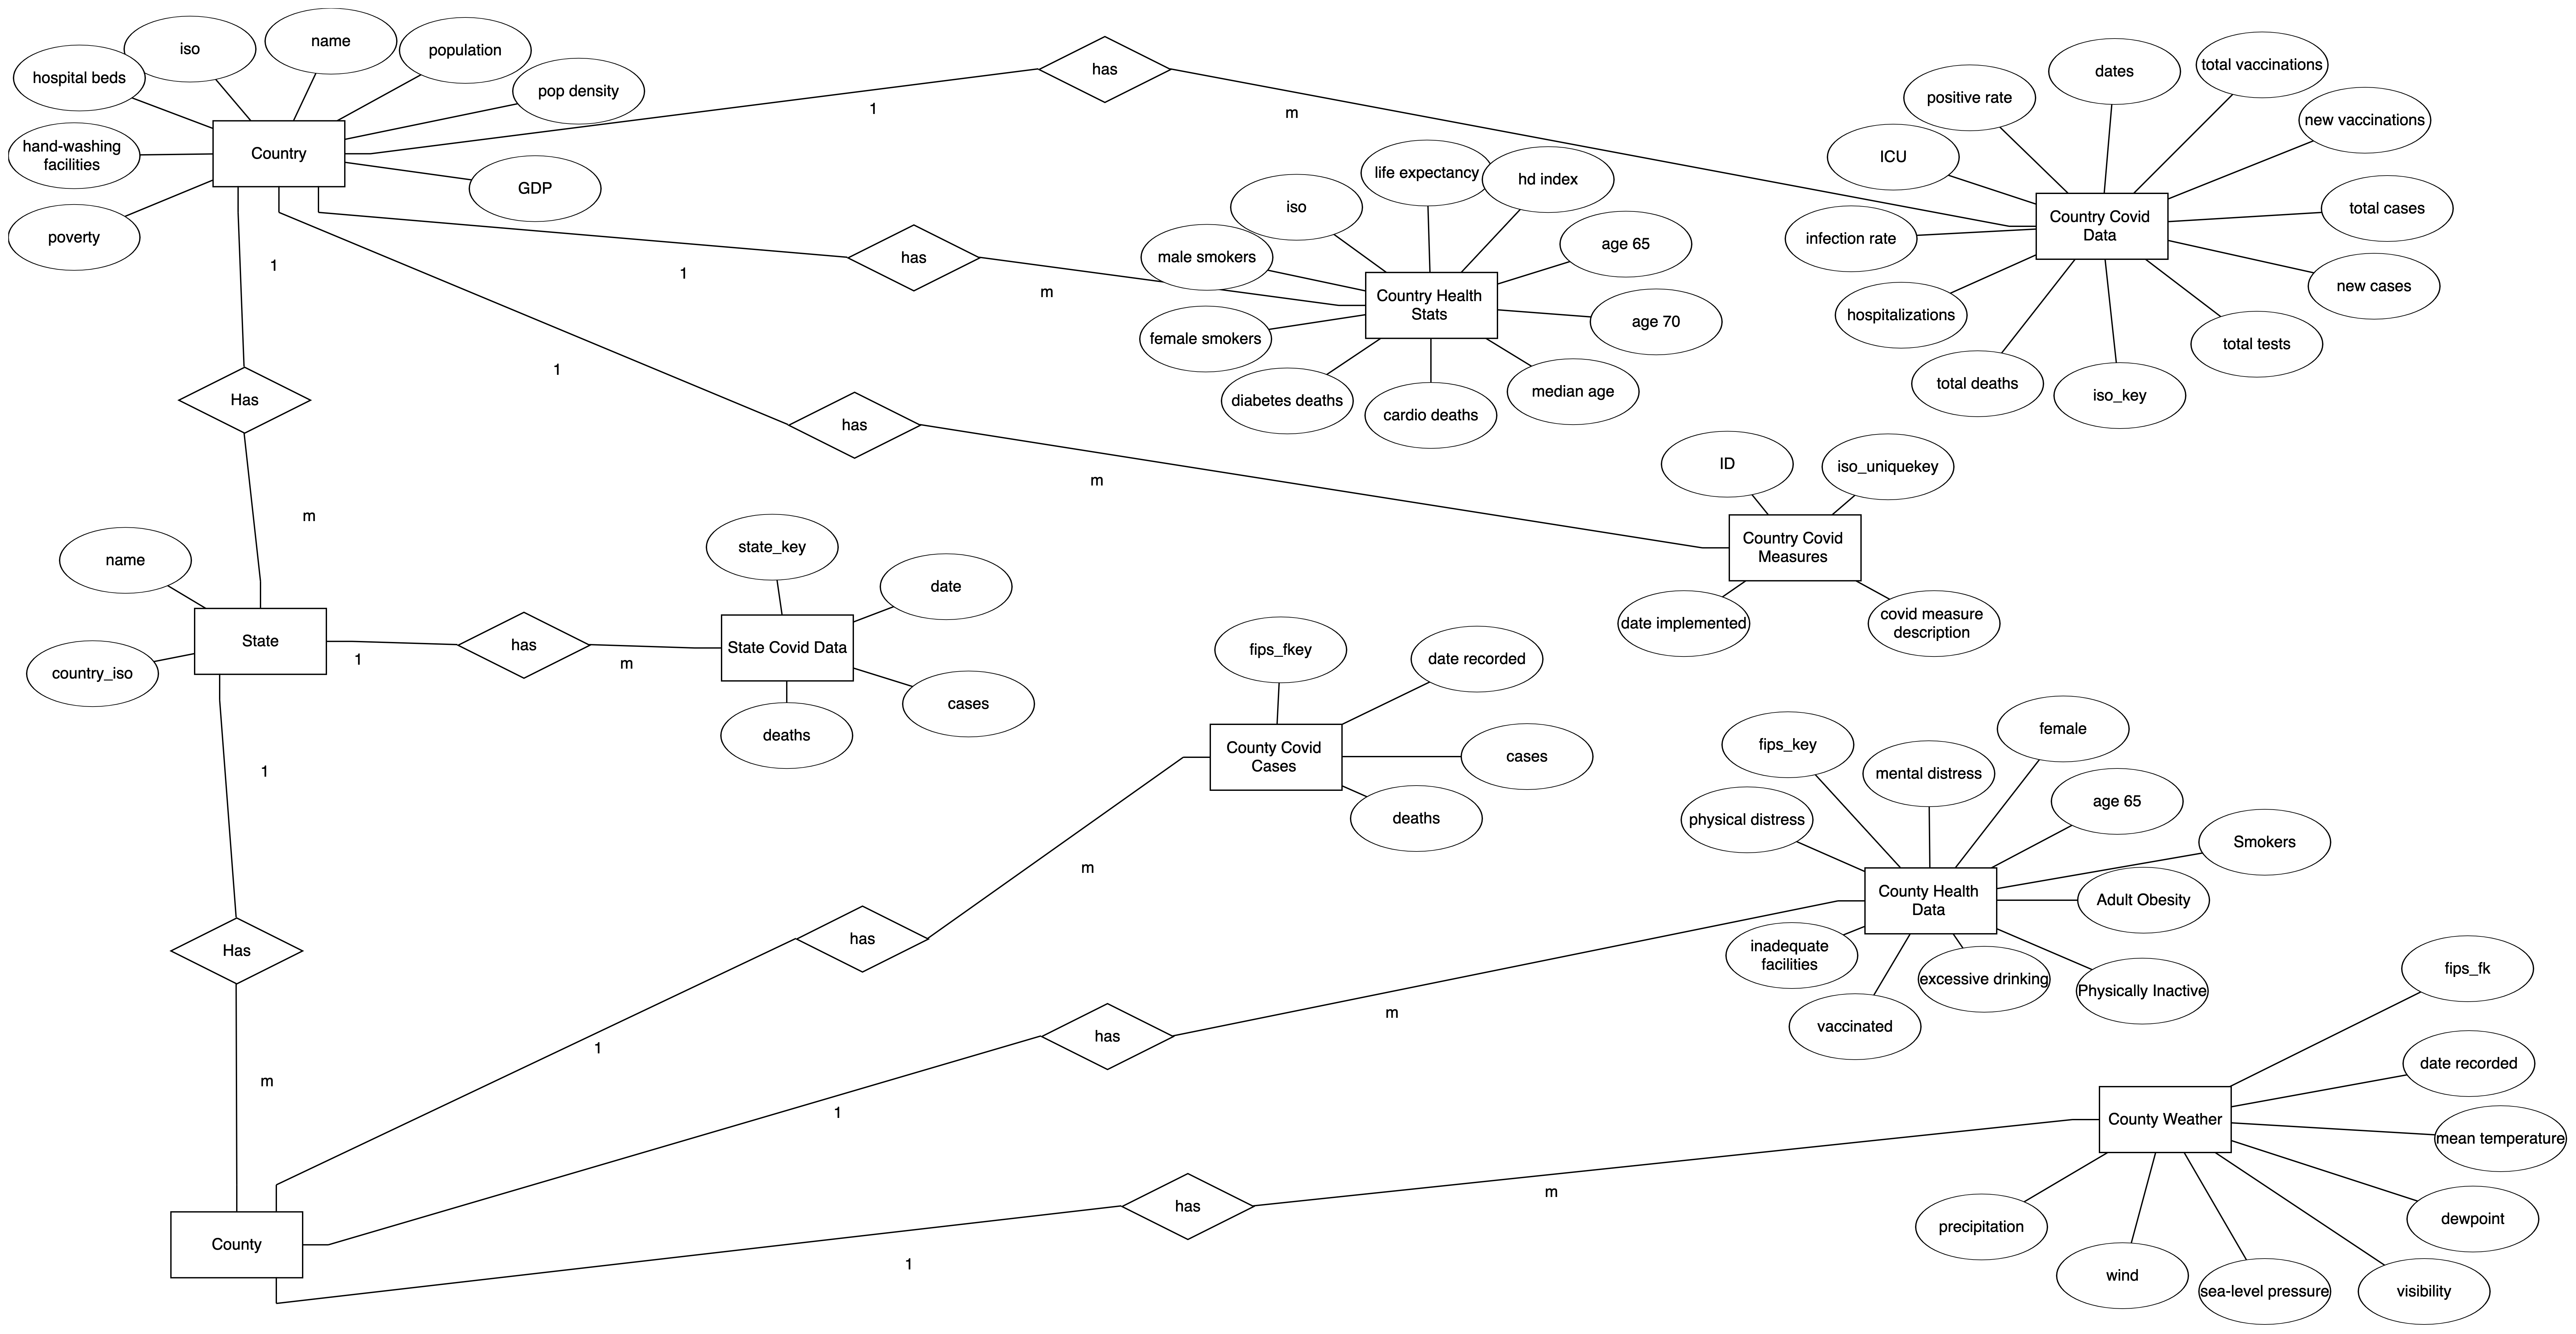 iso
name
population
hospital beds
pop density
hand-washing
facilities
Country
GDP
poverty
has
1
m
dates
total vaccinations
positive rate
new vaccinations
ICU
Country Covid
Data
total cases
infection rate
new cases
hospitalizations
total tests
total deaths
iso_key
1
has
m
life expectancy
hd index
iso
age 65
male smokers
Country Health
Stats
age 70
female smokers
median age
diabetes deaths
cardio deaths
1
Has
m
1
has
m
ID
iso_uniquekey
Country Covid
Measures
date implemented
covid measure
description
name
State
country_iso
1
has
m
state_key
date
State Covid Data
cases
deaths
fips_fkey
date recorded
County Covid
Cases
cases
deaths
1
Has
m
has
m
1
fips_key
mental distress
female
physical distress
age 65
Smokers
County Health
Data
Adult Obesity
inadequate
facilities
excessive drinking
Physically Inactive
vaccinated
has
m
1
County
has
m
1
fips_fk
date recorded
County Weather
mean temperature
precipitation
dewpoint
wind
sea-level pressure
visibility